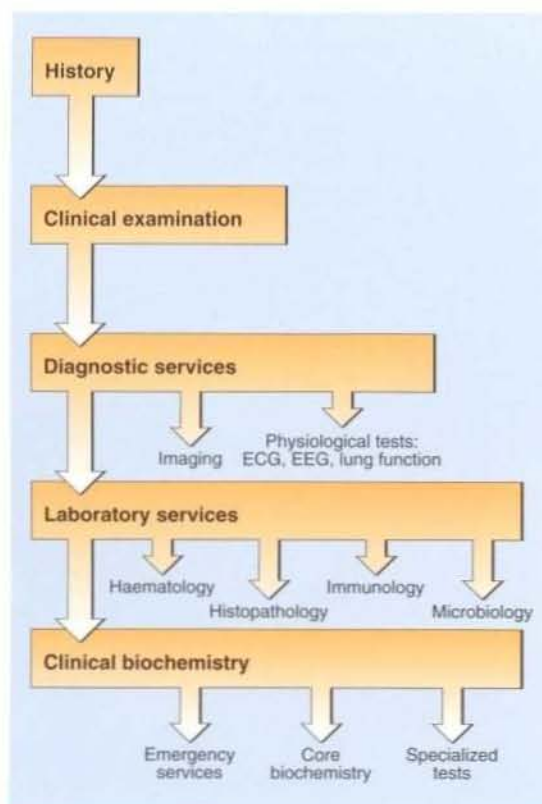 History
Clinical examination
Diagnostic services
Imaging
Physiological tests:
ECG, EEG, lung function
Laboratory services
Haematology
Histopathology
Immunology
Microbiology
Clinical biochemistry
Emergency
services
Core
biochemistry
Specialized
tests